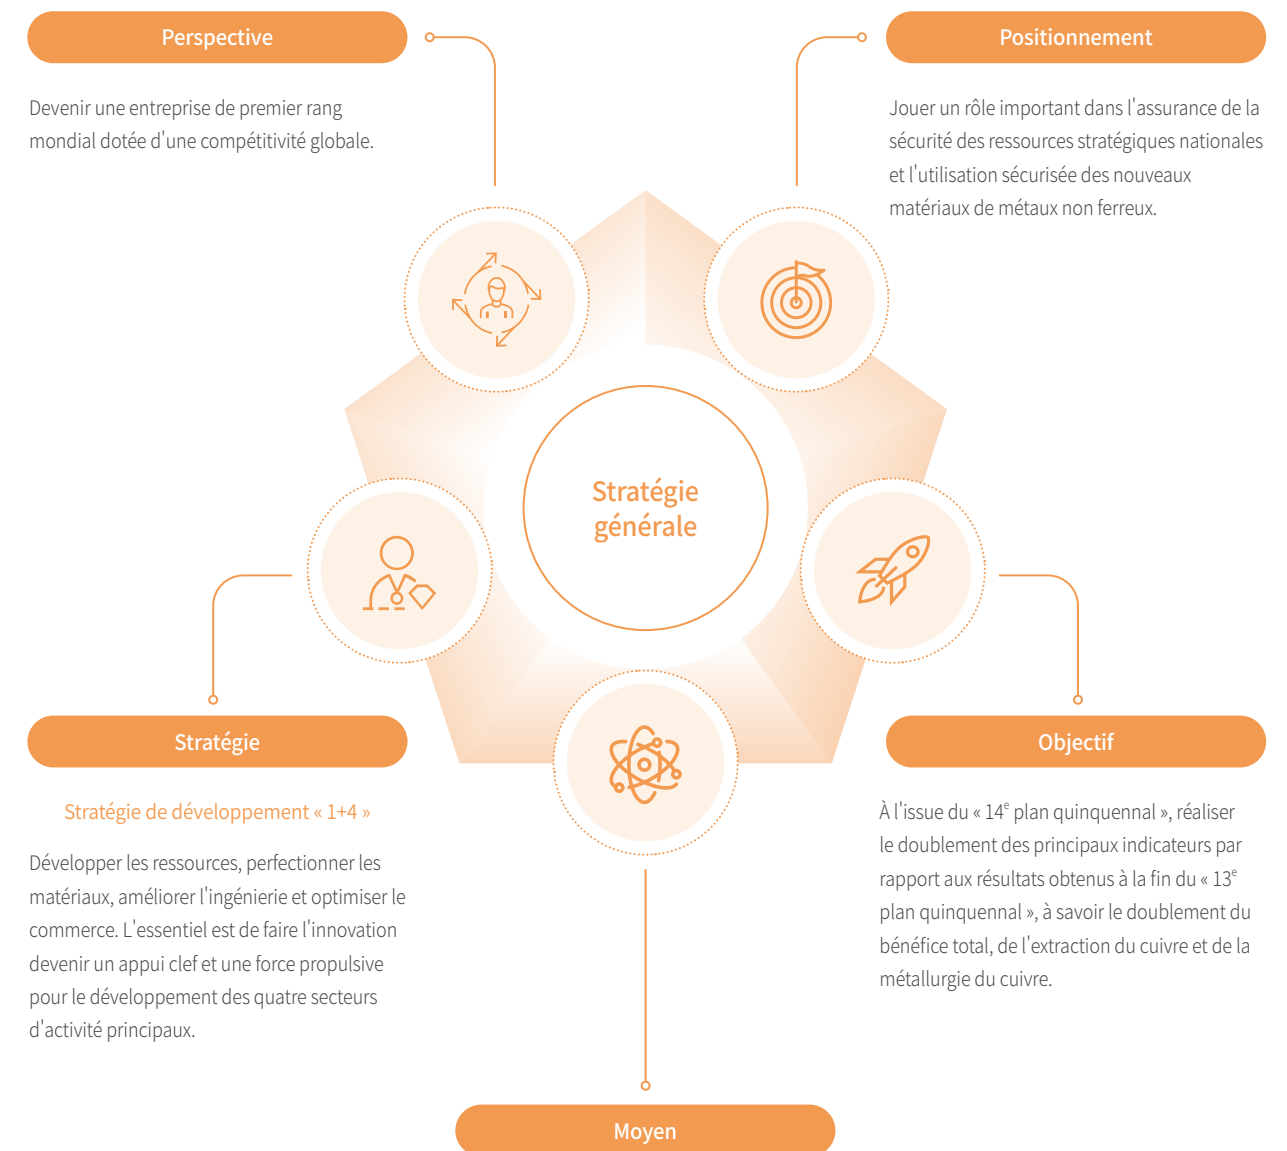 Perspective
Devenir une entreprise de premier rang
mondial dotée d'une compétitivité globale.
Positionnement
Jouer un rôle important dans l'assurance de la
sécurité des ressources stratégiques nationales
et l'utilisation sécurisée des nouveaux
matériaux de métaux non ferreux.
Stratégie
générale
Stratégie
Stratégie de développement « 1+4 »
Développer les ressources, perfectionner les
matériaux, améliorer l'ingénierie et optimiser le
commerce. L'essentiel est de faire l'innovation
devenir un appui clef et une force propulsive
pour le développement des quatre secteurs
d'activité principaux.
Objectif
À l'issue du « 14e plan quinquennal », réaliser
le doublement des principaux indicateurs par
rapport aux résultats obtenus à la fin du « 13e
plan quinquennal », à savoir le doublement du
bénéfice total, de l'extraction du cuivre et de la
métallurgie du cuivre.
Moyen